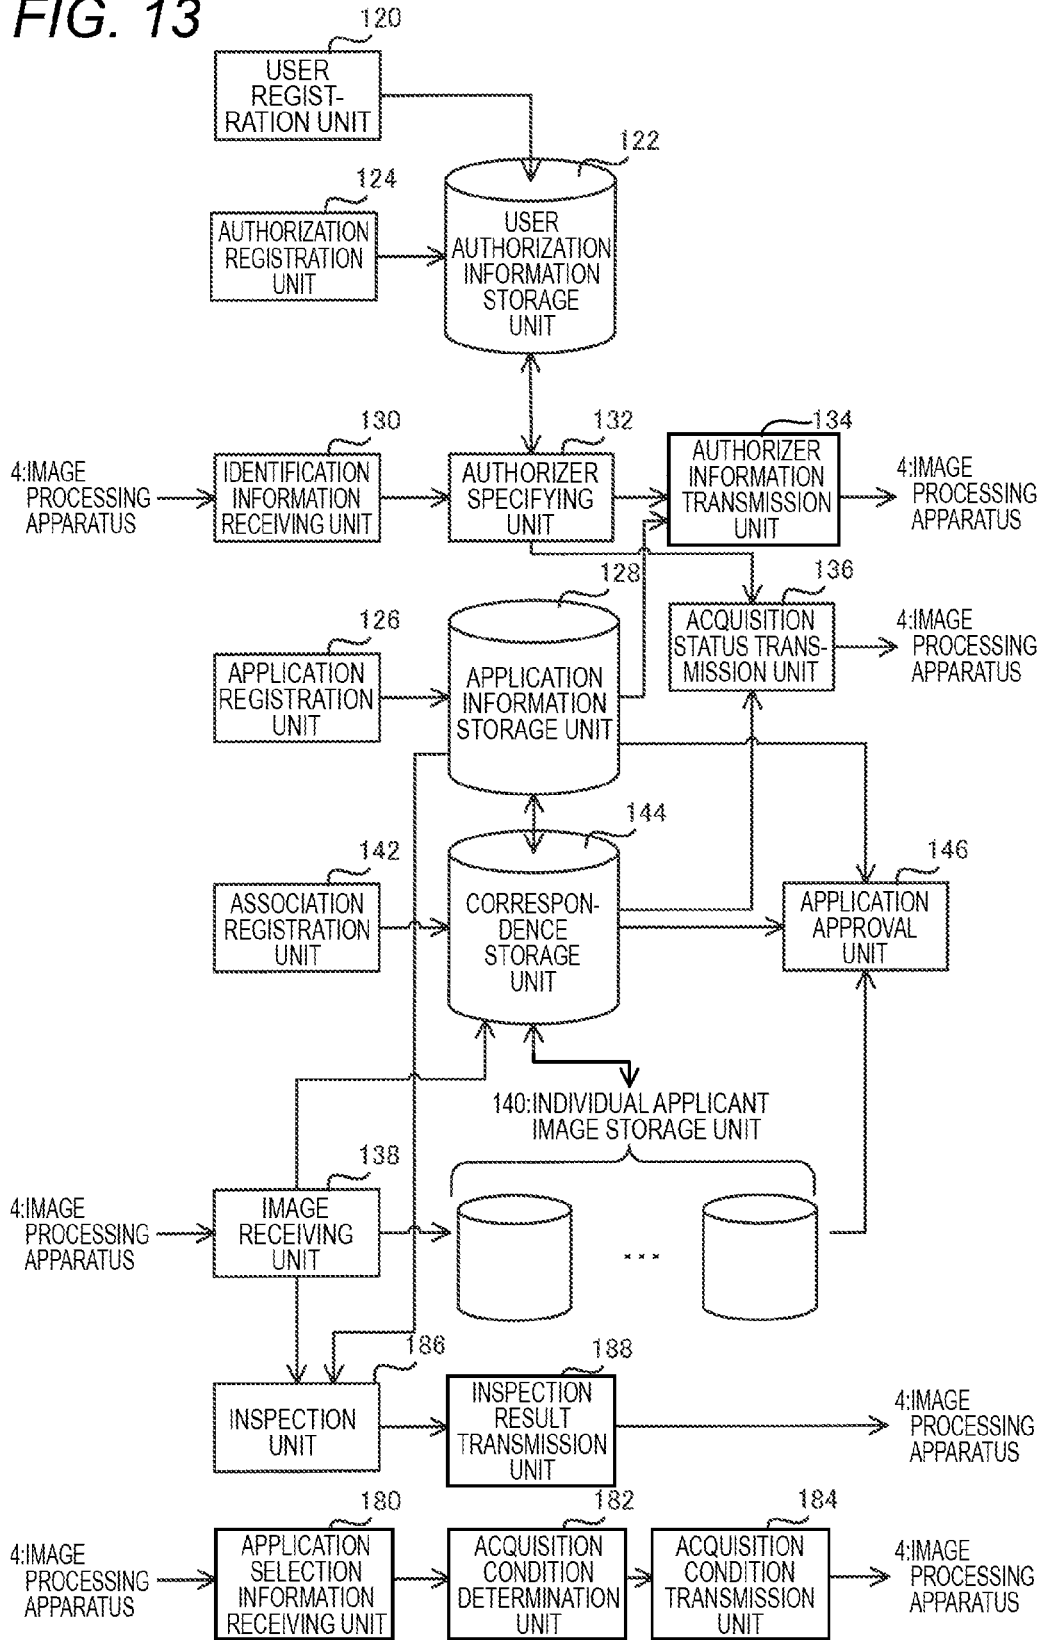 FIG. 13
120
USER
REGIST-
RATION UNIT
122
USER
AUTHORIZATION
INFORMATION
STORAGE
UNIT
124
AUTHORIZATION
REGISTRATION
UNIT
4:IMAGE
PROCESSING
APPARATUS
130
IDENTIFICATION
INFORMATION
RECEIVING UNIT
132
AUTHORIZER
SPECIFYING
UNIT
134
AUTHORIZER
INFORMATION
TRANSMISSION
UNIT
4:IMAGE
PROCESSING
APPARATUS
136
ACQUISITION
STATUS TRANS-
MISSION UNIT
4:IMAGE
PROCESSING
APPARATUS
126
APPLICATION
REGISTRATION
UNIT
128
APPLICATION
INFORMATION
STORAGE UNIT
142
ASSOCIATION
REGISTRATION
UNIT
144
CORRESPON-
DENCE
STORAGE
UNIT
146
APPLICATION
APPROVAL
UNIT
140:INDIVIDUAL APPLICANT
IMAGE STORAGE UNIT
4:IMAGE
PROCESSING
APPARATUS
138
IMAGE
RECEIVING
UNIT
...
186
INSPECTION
UNIT
188
INSPECTION
RESULT
TRANSMISSION
UNIT
4:IMAGE
PROCESSING
APPARATUS
4:IMAGE
PROCESSING
APPARATUS
180
APPLICATION
SELECTION
INFORMATION
RECEIVING UNIT
182
ACQUISITION
CONDITION
DETERMINATION
UNIT
184
ACQUISITION
CONDITION
TRANSMISSION
UNIT
4:IMAGE
PROCESSING
APPARATUS